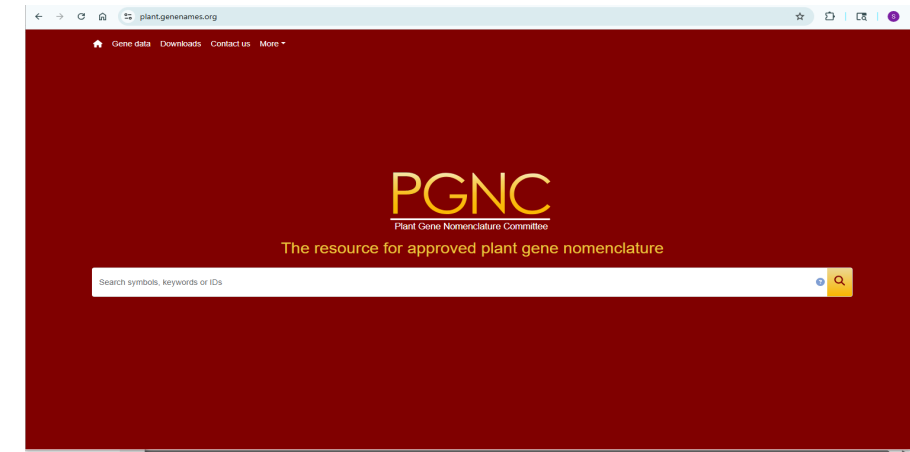 plant.genenames.org
Gene data Downloads Contact us More
PGNC
Plant Gene Nomenclature Committee
The resource for approved plant gene nomenclature
Search symbols, keywords or IDs
?
S